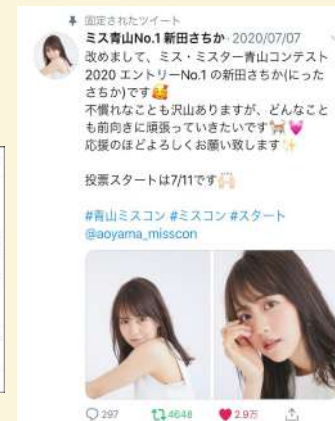 固定されたツイート
ミス青山No.1 新田さちか · 2020/07/07
改めまして、ミス・ミスター青山コンテスト
2020 エントリーNo.1 の新田さちか(にった
さちか)です🥰
不慣れなことも沢山ありますが、どんなこと
も前向きに頑張っていきたいです💓
応援のほどよろしくお願い致します✨
投票スタートは7/11です🙌🏻
#青山ミスコン #ミスコン #スタート
@aoyama_misscon
297 4648 2.9万